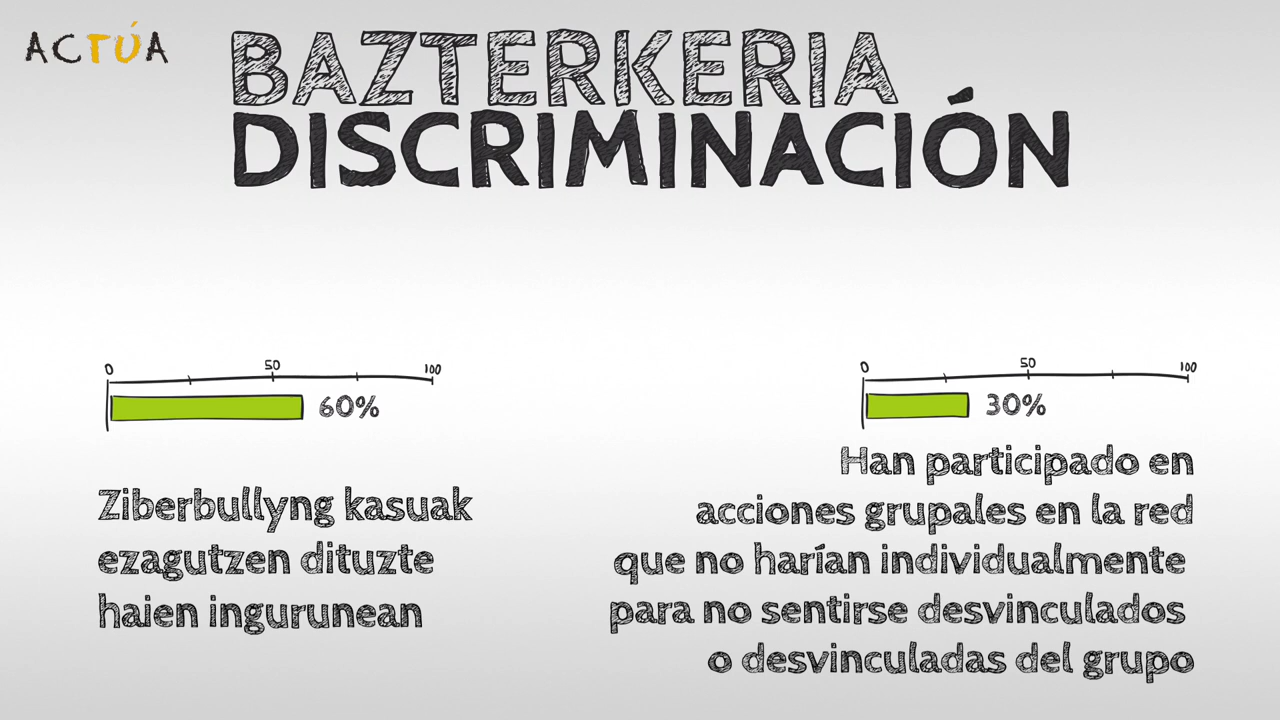 ACTÚA
BAZTERKERIA
DISCRIMINACIÓN
0 50 100
60%
Ziberbullyng kasuak
ezagutzen dituzte
haien ingurunean
0 50 100
30%
Han participado en
acciones grupales en la red
que no harían individualmente
para no sentirse desvinculados
o desvinculadas del grupo